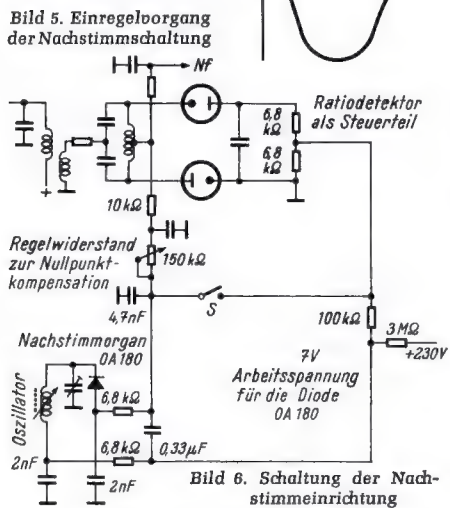 Bild 5. Einregelvorgang
der Nachstimmschaltung
Nf
Ratiodetektor
als Steuerteil
6,8
kΩ
6,8
kΩ
+
10kΩ
Regelwiderstand
zur Nullpunkt-
kompensation
150kΩ
4,7nF
S
100kΩ
3MΩ
+230V
Nachstimmorgan
OA180
7V
Arbeitsspannung
für die Diode
OA 180
Oszillator
6,8kΩ
6,8kΩ
0,33µF
2nF
2nF
Bild 6. Schaltung der Nach-
stimmeinrichtung